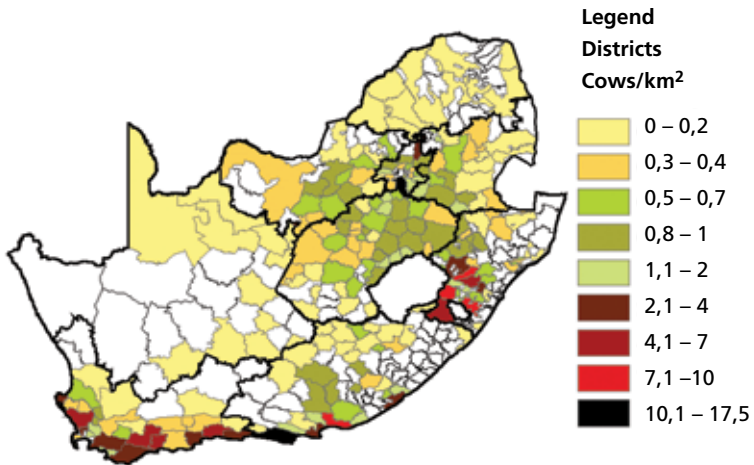 Legend
Districts
Cows/km²
0 – 0,2
0,3 – 0,4
0,5 – 0,7
0,8 – 1
1,1 – 2
2,1 – 4
4,1 – 7
7,1 –10
10,1 – 17,5